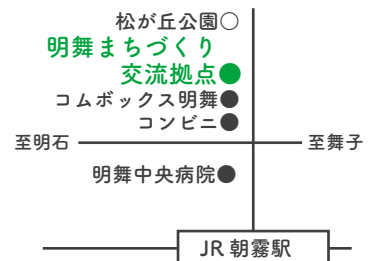 松が丘公園
明舞まちづくり
交流拠点
コムボックス明舞
コンビニ
至明石
至舞子
明舞中央病院
JR 朝霧駅